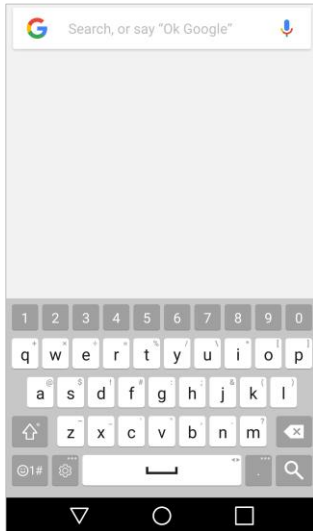 Search, or say "Ok Google"
1 2 3 4 5 6 7 8 9 0
q w e r t y u i o p
a s d f g h j k l
z x c v b n m
☺1# .